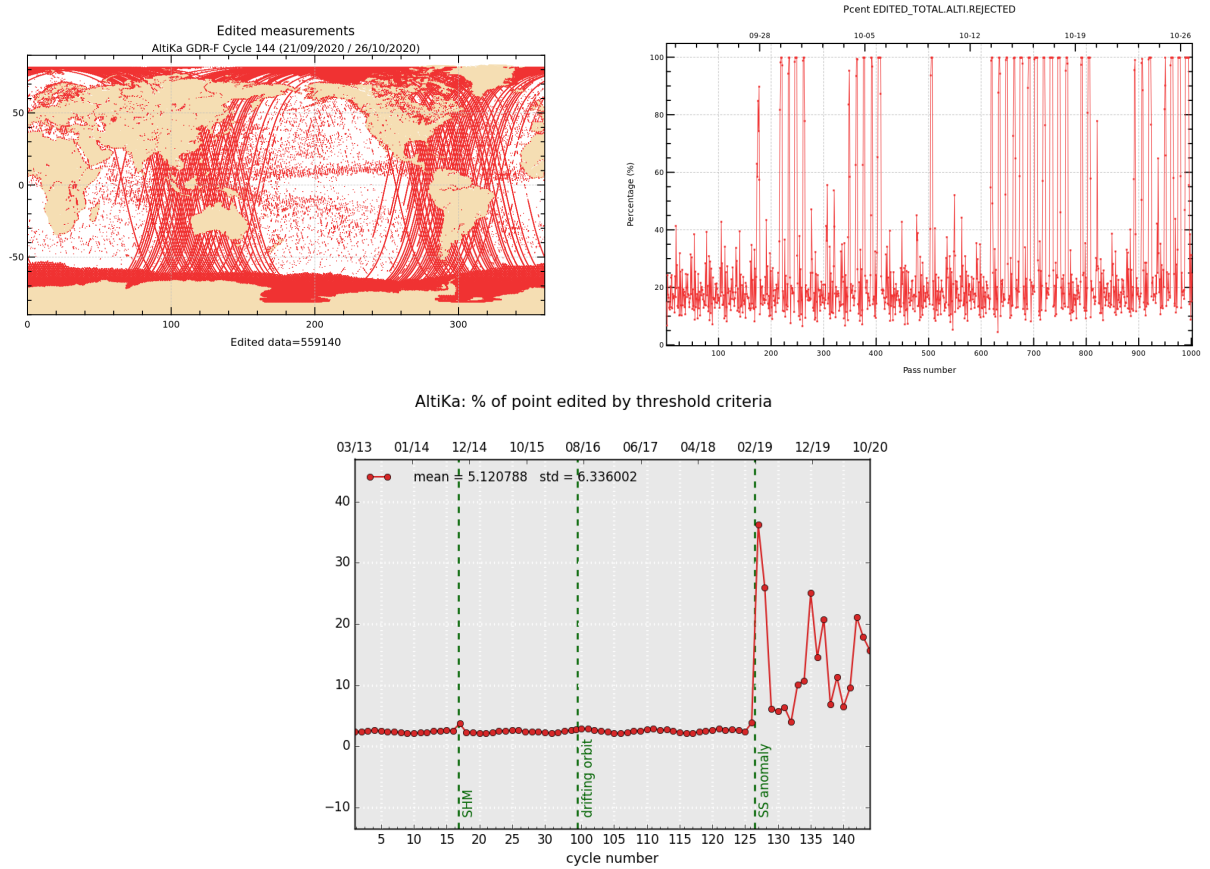 Edited measurements
AltiKa GDR-F Cycle 144 (21/09/2020 / 26/10/2020)
50
0
-50
0 100 200 300
Edited data=559140
Pcent EDITED_TOTAL.ALTI.REJECTED
09-28 10-05 10-12 10-19 10-26
100
80
60
40
20
0
Percentage (%)
100 200 300 400 500 600 700 800 900 1000
Pass number
AltiKa: % of point edited by threshold criteria
03/13 01/14 12/14 10/15 08/16 06/17 04/18 02/19 12/19 10/20
mean = 5.120788 std = 6.336002
40
30
20
10
0
−10
SHM
drifting orbit
SS anomaly
5 10 15 20 25 30 100 105 110 115 120 125 130 135 140
cycle number